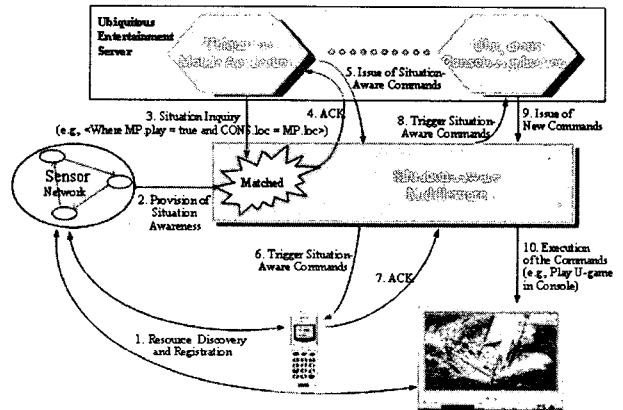 Ubiquitous
Entertainment
Server
5. Issue of Situation-
Aware Commands
3. Situation Inquiry
(e.g., <Where MP.play = true and CONS.loc = MP.loc>)
4. ACK
8. Trigger Situation-
Aware Commands
9. Issue of
New Commands
Sensor
Network
Matched
2. Provision of
Situation
Awareness
6. Trigger Situation-
Aware Commands
7. ACK
10. Execution
of the Commands
(e.g., Play U-game
in Console)
1. Resource Discovery
and Registration